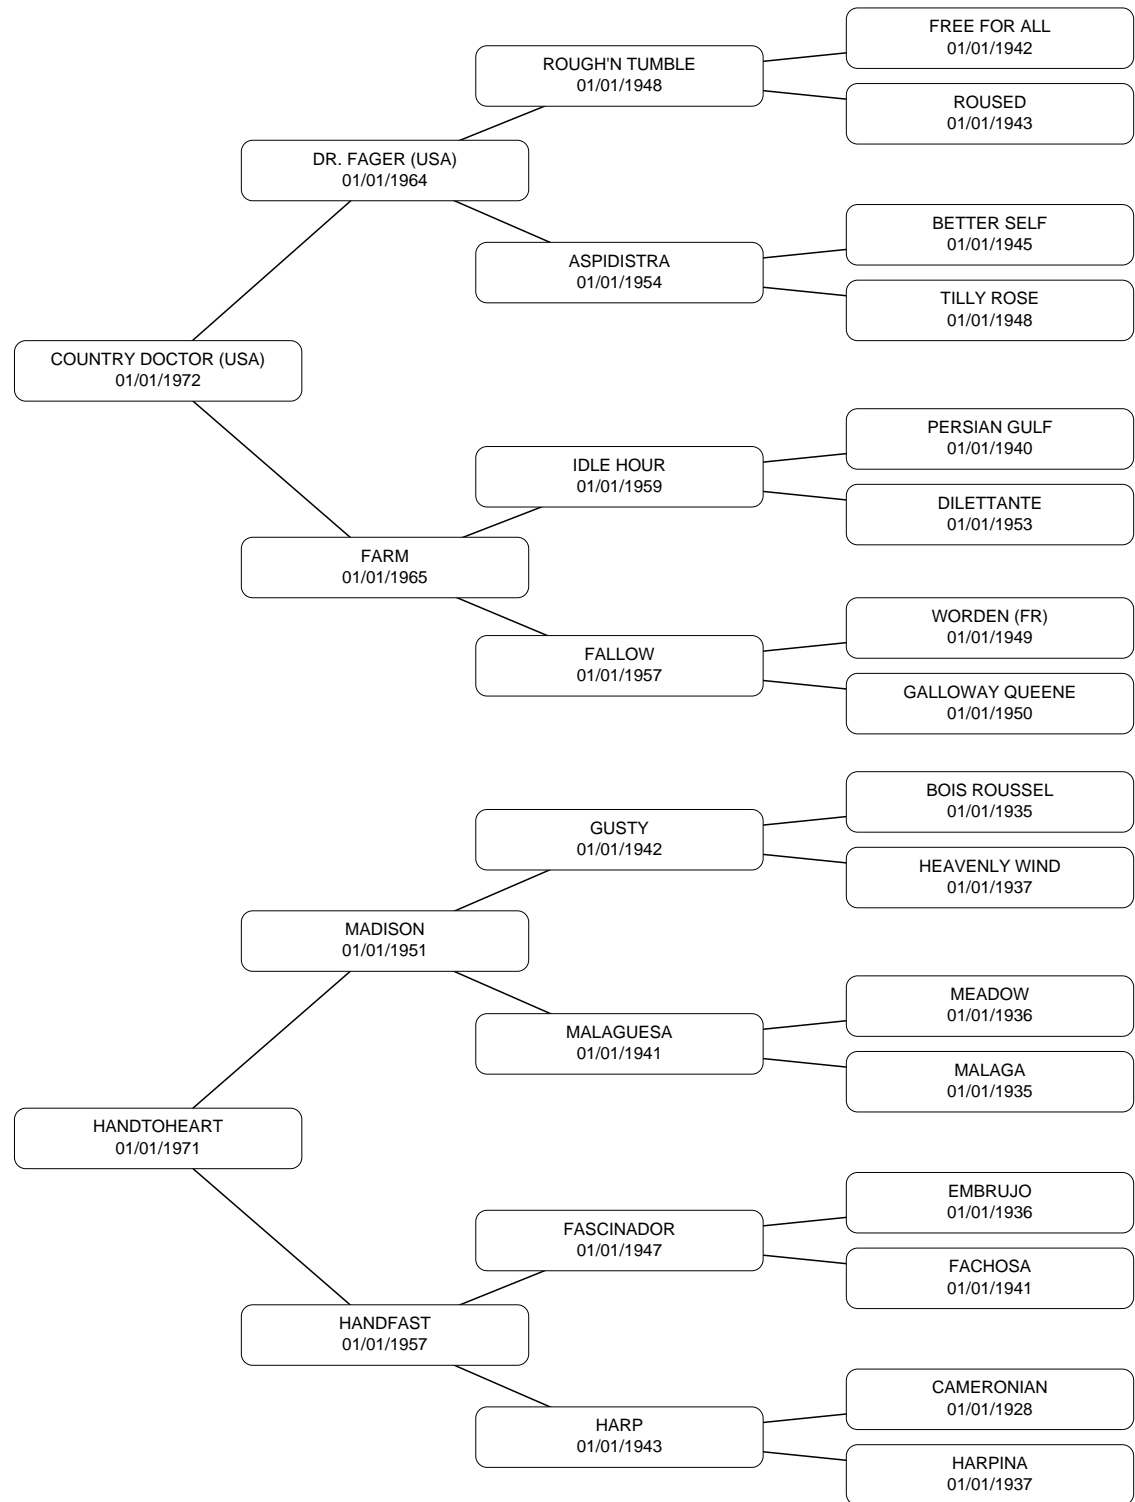 FREE FOR ALL
01/01/1942
ROUGH'N TUMBLE
01/01/1948
ROUSED
01/01/1943
DR. FAGER (USA)
01/01/1964
BETTER SELF
01/01/1945
ASPIDISTRA
01/01/1954
TILLY ROSE
01/01/1948
COUNTRY DOCTOR (USA)
01/01/1972
PERSIAN GULF
01/01/1940
IDLE HOUR
01/01/1959
DILETTANTE
01/01/1953
FARM
01/01/1965
WORDEN (FR)
01/01/1949
FALLOW
01/01/1957
GALLOWAY QUEENE
01/01/1950
BOIS ROUSSEL
01/01/1935
GUSTY
01/01/1942
HEAVENLY WIND
01/01/1937
MADISON
01/01/1951
MEADOW
01/01/1936
MALAGUESA
01/01/1941
MALAGA
01/01/1935
HANDTOHEART
01/01/1971
EMBRUJO
01/01/1936
FASCINADOR
01/01/1947
FACHOSA
01/01/1941
HANDFAST
01/01/1957
CAMERONIAN
01/01/1928
HARP
01/01/1943
HARPINA
01/01/1937